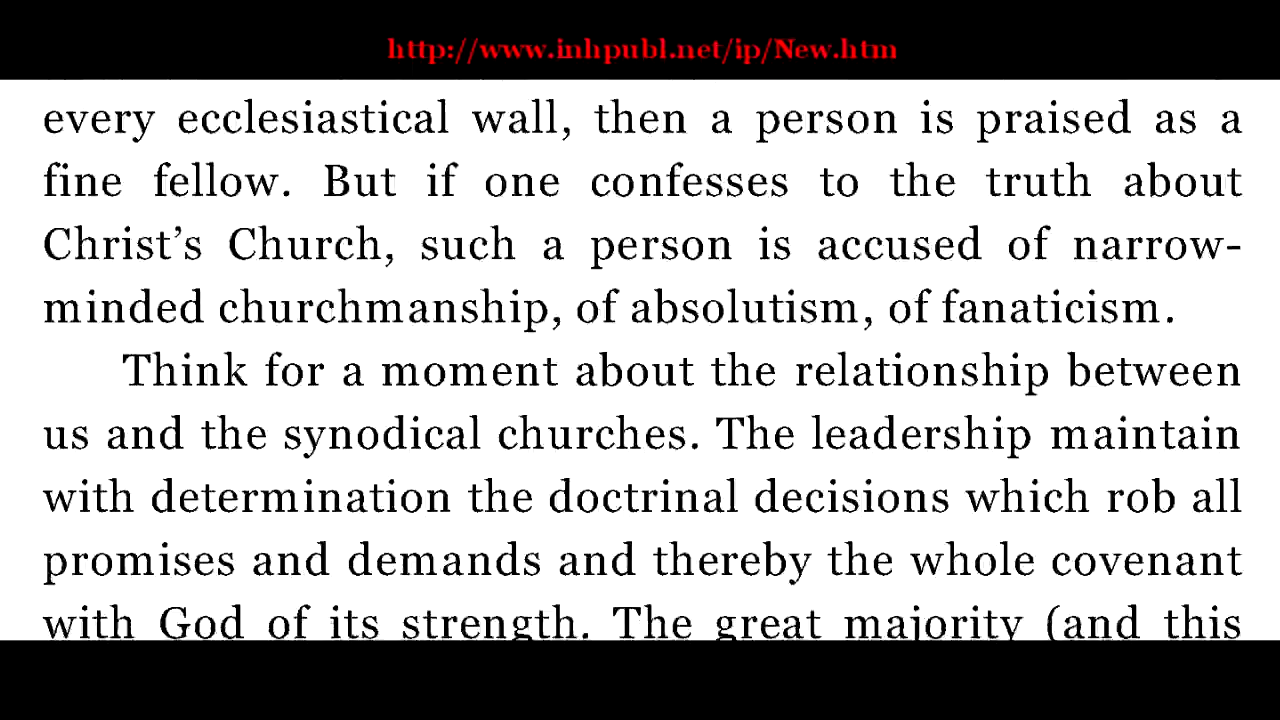 http://www.inhpubl.net/ip/New.htm
every ecclesiastical wall, then a person is praised as a
fine fellow. But if one confesses to the truth about
Christ’s Church, such a person is accused of narrow-
minded churchmanship, of absolutism, of fanaticism.
Think for a moment about the relationship between
us and the synodical churches. The leadership maintain
with determination the doctrinal decisions which rob all
promises and demands and thereby the whole covenant
with God of its strength. The great majority (and this